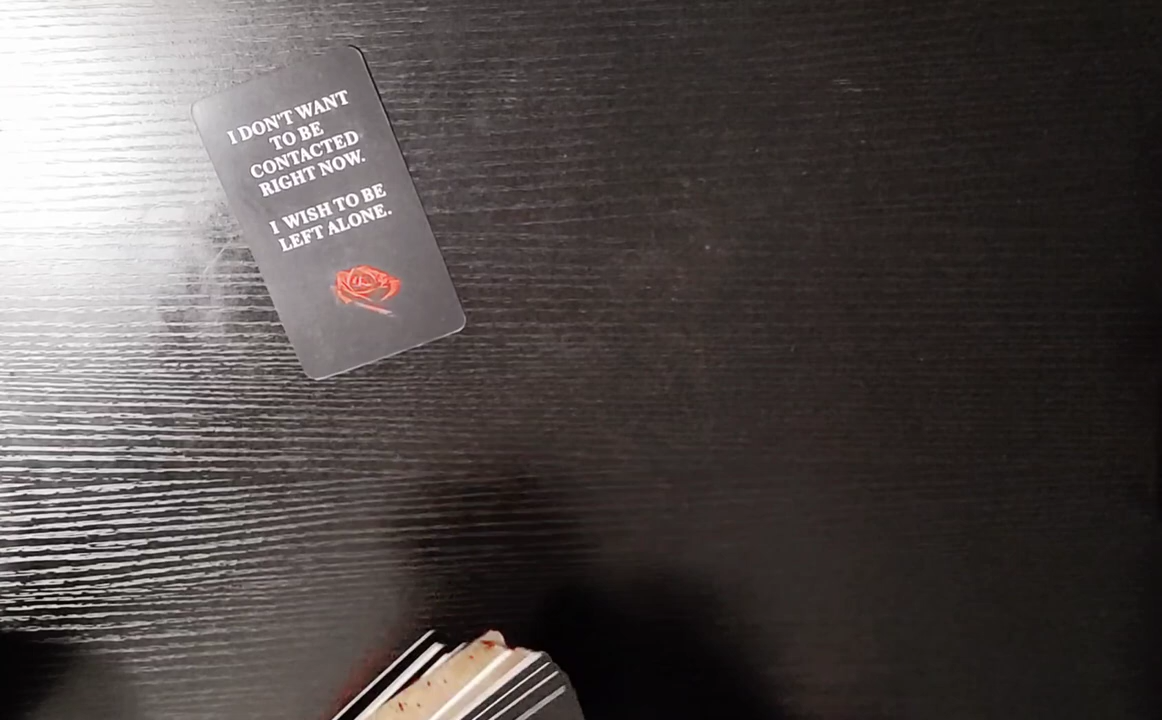 I DON'T WANT
TO BE
CONTACTED
RIGHT NOW.
I WISH TO BE
LEFT ALONE.